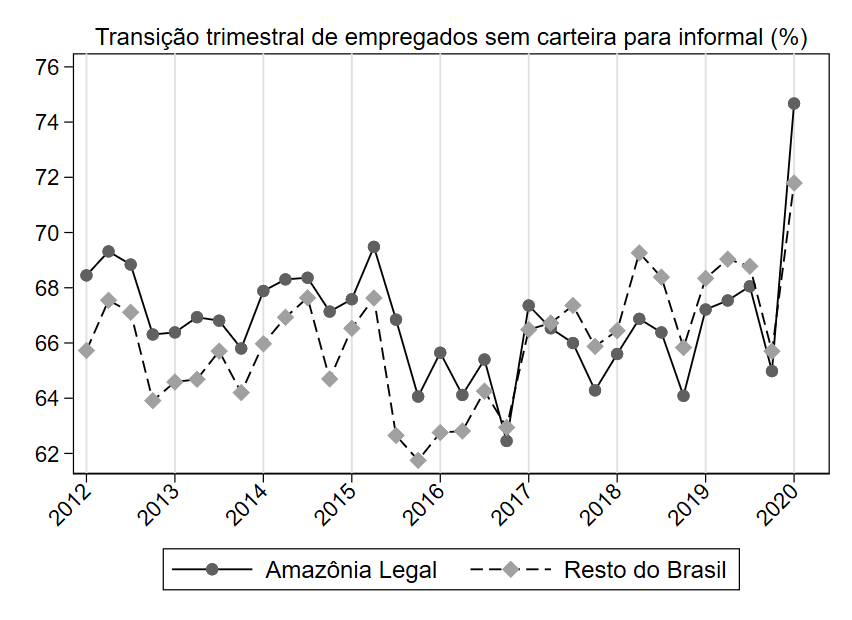 Transição trimestral de empregados sem carteira para informal (%)
76
74
72
70
68
66
64
62
2012 2013 2014 2015 2016 2017 2018 2019 2020
Amazônia Legal Resto do Brasil